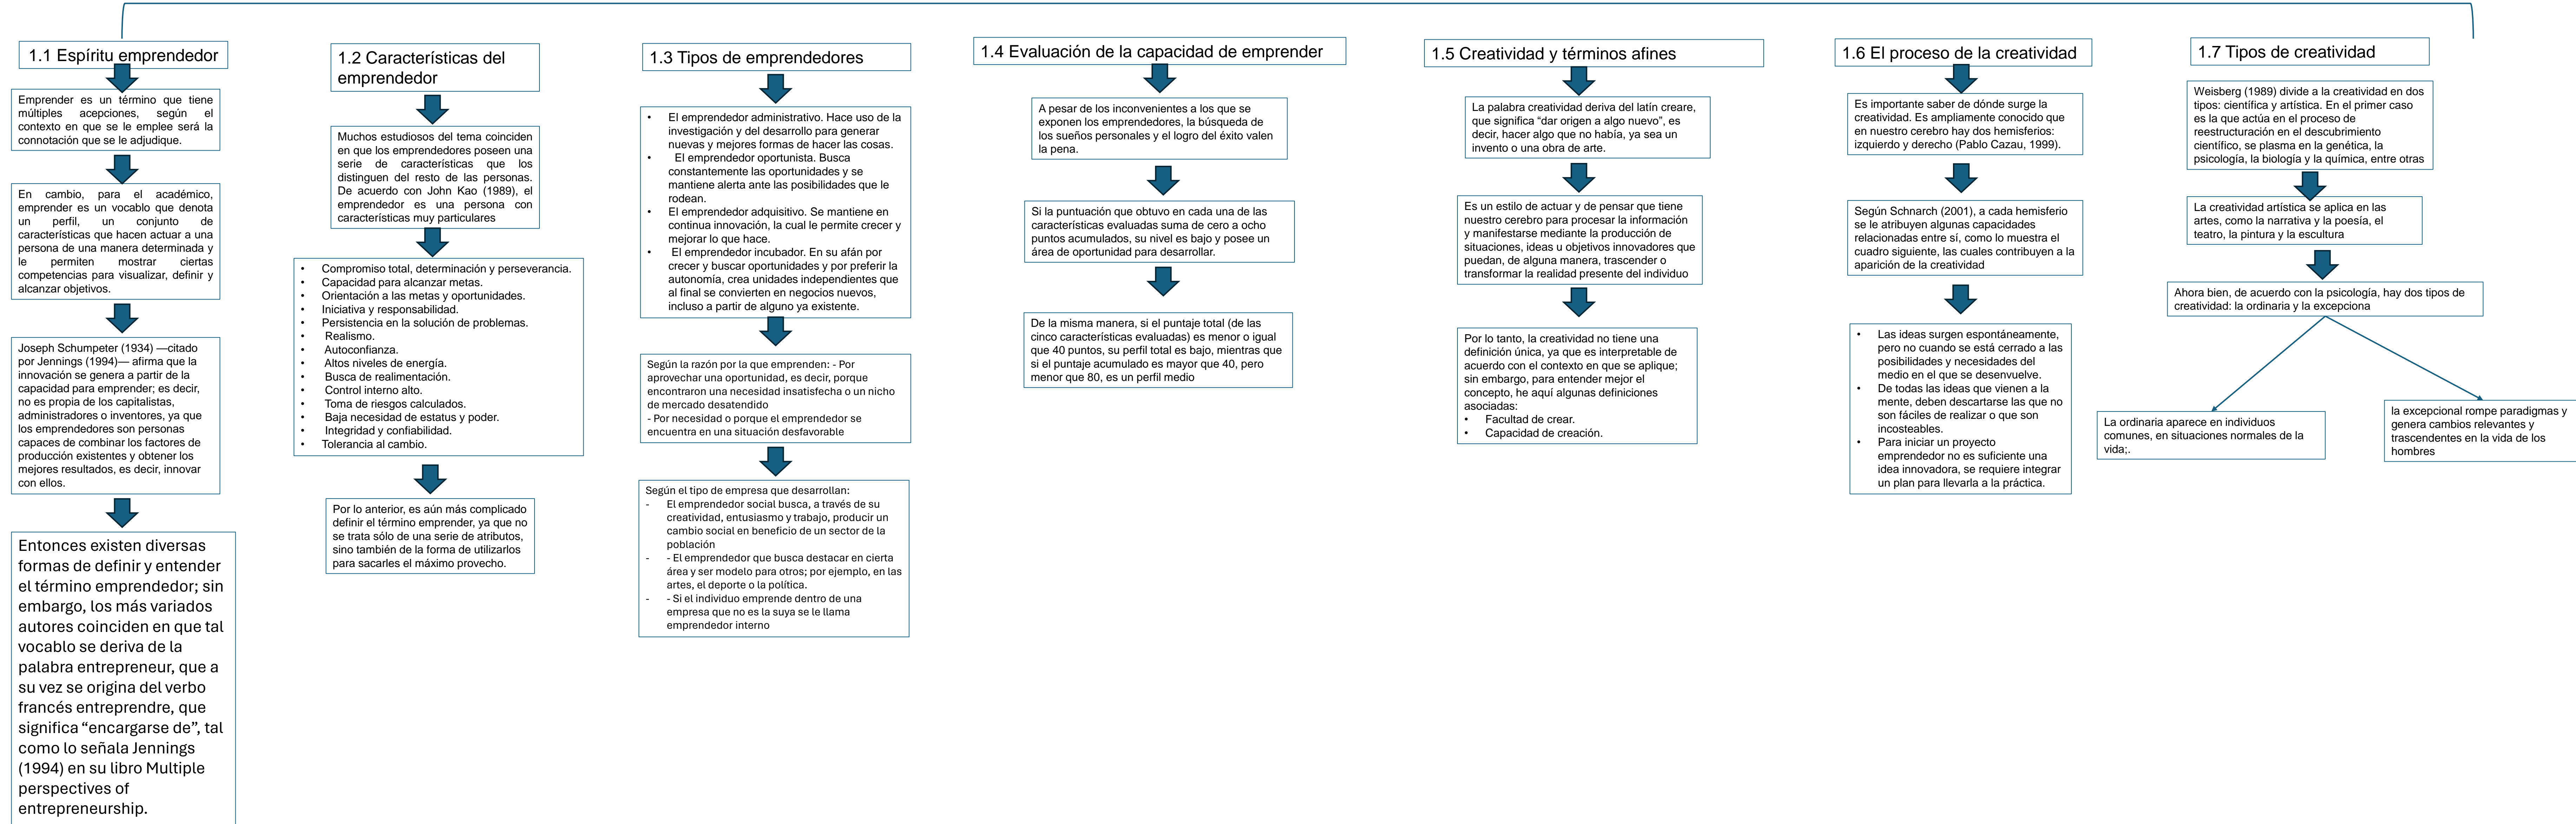 1.1 Espíritu emprendedor
Emprender es un término que tiene
múltiples acepciones, según el
contexto en que se le emplee será la
connotación que se le adjudique.
En cambio, para el académico,
emprender es un vocablo que denota
un perfil, un conjunto de
características que hacen actuar a una
persona de una manera determinada y
le permiten mostrar ciertas
competencias para visualizar, definir y
alcanzar objetivos.
Joseph Schumpeter (1934) —citado
por Jennings (1994)— afirma que la
innovación se genera a partir de la
capacidad para emprender; es decir,
no es propia de los capitalistas,
administradores o inventores, ya que
los emprendedores son personas
capaces de combinar los factores de
producción existentes y obtener los
mejores resultados, es decir, innovar
con ellos.
Entonces existen diversas
formas de definir y entender
el término emprendedor; sin
embargo, los más variados
autores coinciden en que tal
vocablo se deriva de la
palabra entrepreneur, que a
su vez se origina del verbo
francés entreprendre, que
significa “encargarse de”, tal
como lo señala Jennings
(1994) en su libro Multiple
perspectives of
entrepreneurship.
1.2 Características del
emprendedor
Muchos estudiosos del tema coinciden
en que los emprendedores poseen una
serie de características que los
distinguen del resto de las personas.
De acuerdo con John Kao (1989), el
emprendedor es una persona con
características muy particulares
• Compromiso total, determinación y perseverancia.
• Capacidad para alcanzar metas.
• Orientación a las metas y oportunidades.
• Iniciativa y responsabilidad.
• Persistencia en la solución de problemas.
• Realismo.
• Autoconfianza.
• Altos niveles de energía.
• Busca de realimentación.
• Control interno alto.
• Toma de riesgos calculados.
• Baja necesidad de estatus y poder.
• Integridad y confiabilidad.
• Tolerancia al cambio.
Por lo anterior, es aún más complicado
definir el término emprender, ya que no
se trata sólo de una serie de atributos,
sino también de la forma de utilizarlos
para sacarles el máximo provecho.
1.3 Tipos de emprendedores
• El emprendedor administrativo. Hace uso de la
investigación y del desarrollo para generar
nuevas y mejores formas de hacer las cosas.
• El emprendedor oportunista. Busca
constantemente las oportunidades y se
mantiene alerta ante las posibilidades que le
rodean.
• El emprendedor adquisitivo. Se mantiene en
continua innovación, la cual le permite crecer y
mejorar lo que hace.
• El emprendedor incubador. En su afán por
crecer y buscar oportunidades y por preferir la
autonomía, crea unidades independientes que
al final se convierten en negocios nuevos,
incluso a partir de alguno ya existente.
Según la razón por la que emprenden: - Por
aprovechar una oportunidad, es decir, porque
encontraron una necesidad insatisfecha o un nicho
de mercado desatendido
- Por necesidad o porque el emprendedor se
encuentra en una situación desfavorable
Según el tipo de empresa que desarrollan:
- El emprendedor social busca, a través de su
creatividad, entusiasmo y trabajo, producir un
cambio social en beneficio de un sector de la
población
- - El emprendedor que busca destacar en cierta
área y ser modelo para otros; por ejemplo, en las
artes, el deporte o la política.
- - Si el individuo emprende dentro de una
empresa que no es la suya se le llama
emprendedor interno
1.4 Evaluación de la capacidad de emprender
A pesar de los inconvenientes a los que se
exponen los emprendedores, la búsqueda de
de los sueños personales y el logro del éxito valen
la pena.
Si la puntuación que obtuvo en cada una de las
características evaluadas suma de cero a ocho
puntos acumulados, su nivel es bajo y posee un
área de oportunidad para desarrollar.
De la misma manera, si el puntaje total (de las
cinco características evaluadas) es menor o igual
que 40 puntos, su perfil total es bajo, mientras que
si el puntaje acumulado es mayor que 40, pero
menor que 80, es un perfil medio
1.5 Creatividad y términos afines
La palabra creatividad deriva del latín creare,
que significa “dar origen a algo nuevo”, es
decir, hacer algo que no había, ya sea un
invento o una obra de arte.
Es un estilo de actuar y de pensar que tiene
nuestro cerebro para procesar la información
y manifestarse mediante la producción de
situaciones, ideas u objetivos innovadores que
puedan, de alguna manera, trascender o
transformar la realidad presente del individuo
Por lo tanto, la creatividad no tiene una
definición única, ya que es interpretable de
acuerdo con el contexto en que se aplique;
sin embargo, para entender mejor el
concepto, he aquí algunas definiciones
asociadas:
• Facultad de crear.
• Capacidad de creación.
1.6 El proceso de la creatividad
Es importante saber de dónde surge la
creatividad. Es ampliamente conocido que
en nuestro cerebro hay dos hemisferios:
izquierdo y derecho (Pablo Cazau, 1999).
Según Schnarch (2001), a cada hemisferio
se le atribuyen algunas capacidades
relacionadas entre sí, como lo muestra el
cuadro siguiente, las cuales contribuyen a la
aparición de la creatividad
• Las ideas surgen espontáneamente,
pero no cuando se está cerrado a las
posibilidades y necesidades del
medio en el que se desenvuelve.
• De todas las ideas que vienen a la
mente, deben descartarse las que no
son fáciles de realizar o que son
incosteables.
• Para iniciar un proyecto
emprendedor no es suficiente una
idea innovadora, se requiere integrar
un plan para llevarla a la práctica.
1.7 Tipos de creatividad
Weisberg (1989) divide a la creatividad en dos
tipos: científica y artística. En el primer caso
es la que actúa en el proceso de
reestructuración en el descubrimiento
científico, se plasma en la genética, la
psicología, la biología y la química, entre otras
La creatividad artística se aplica en las
artes, como la narrativa y la poesía, el
teatro, la pintura y la escultura
Ahora bien, de acuerdo con la psicología, hay dos tipos de
creatividad: la ordinaria y la excepciona
La ordinaria aparece en individuos
comunes, en situaciones normales de la
vida;.
la excepcional rompe paradigmas y
genera cambios relevantes y
trascendentes en la vida de los
hombres